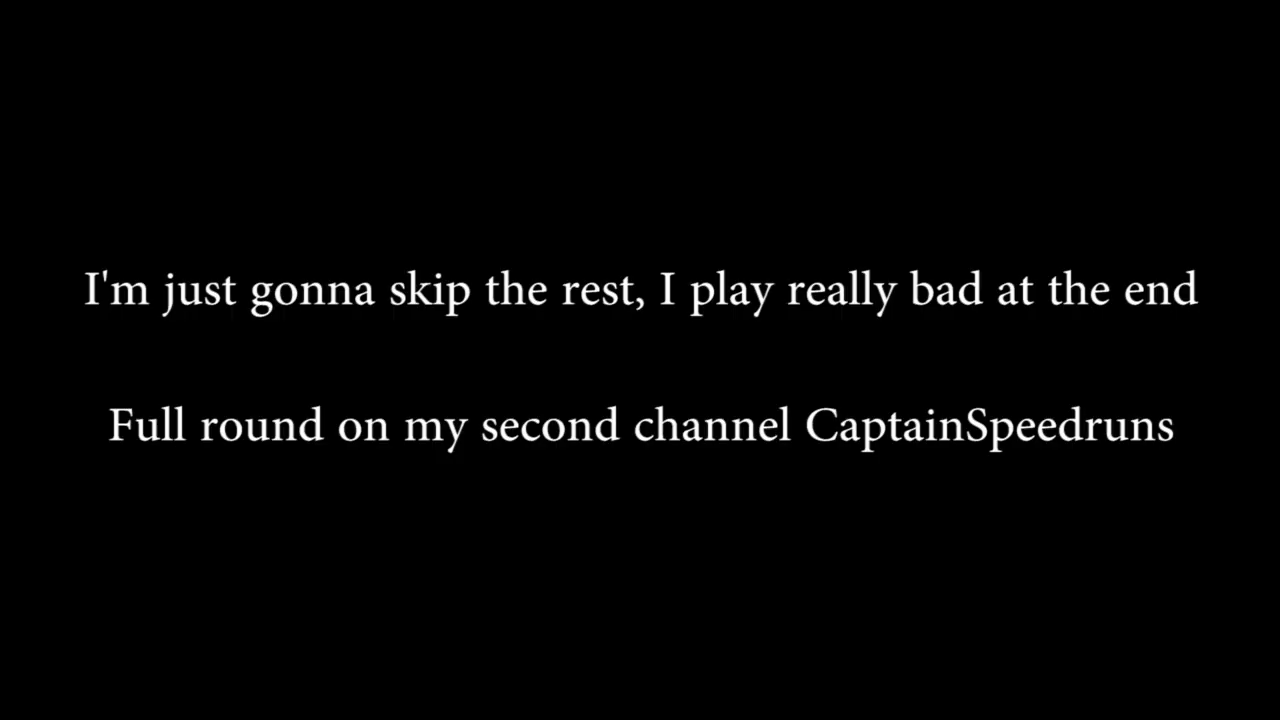 I'm just gonna skip the rest, I play really bad at the end
Full round on my second channel CaptainSpeedruns